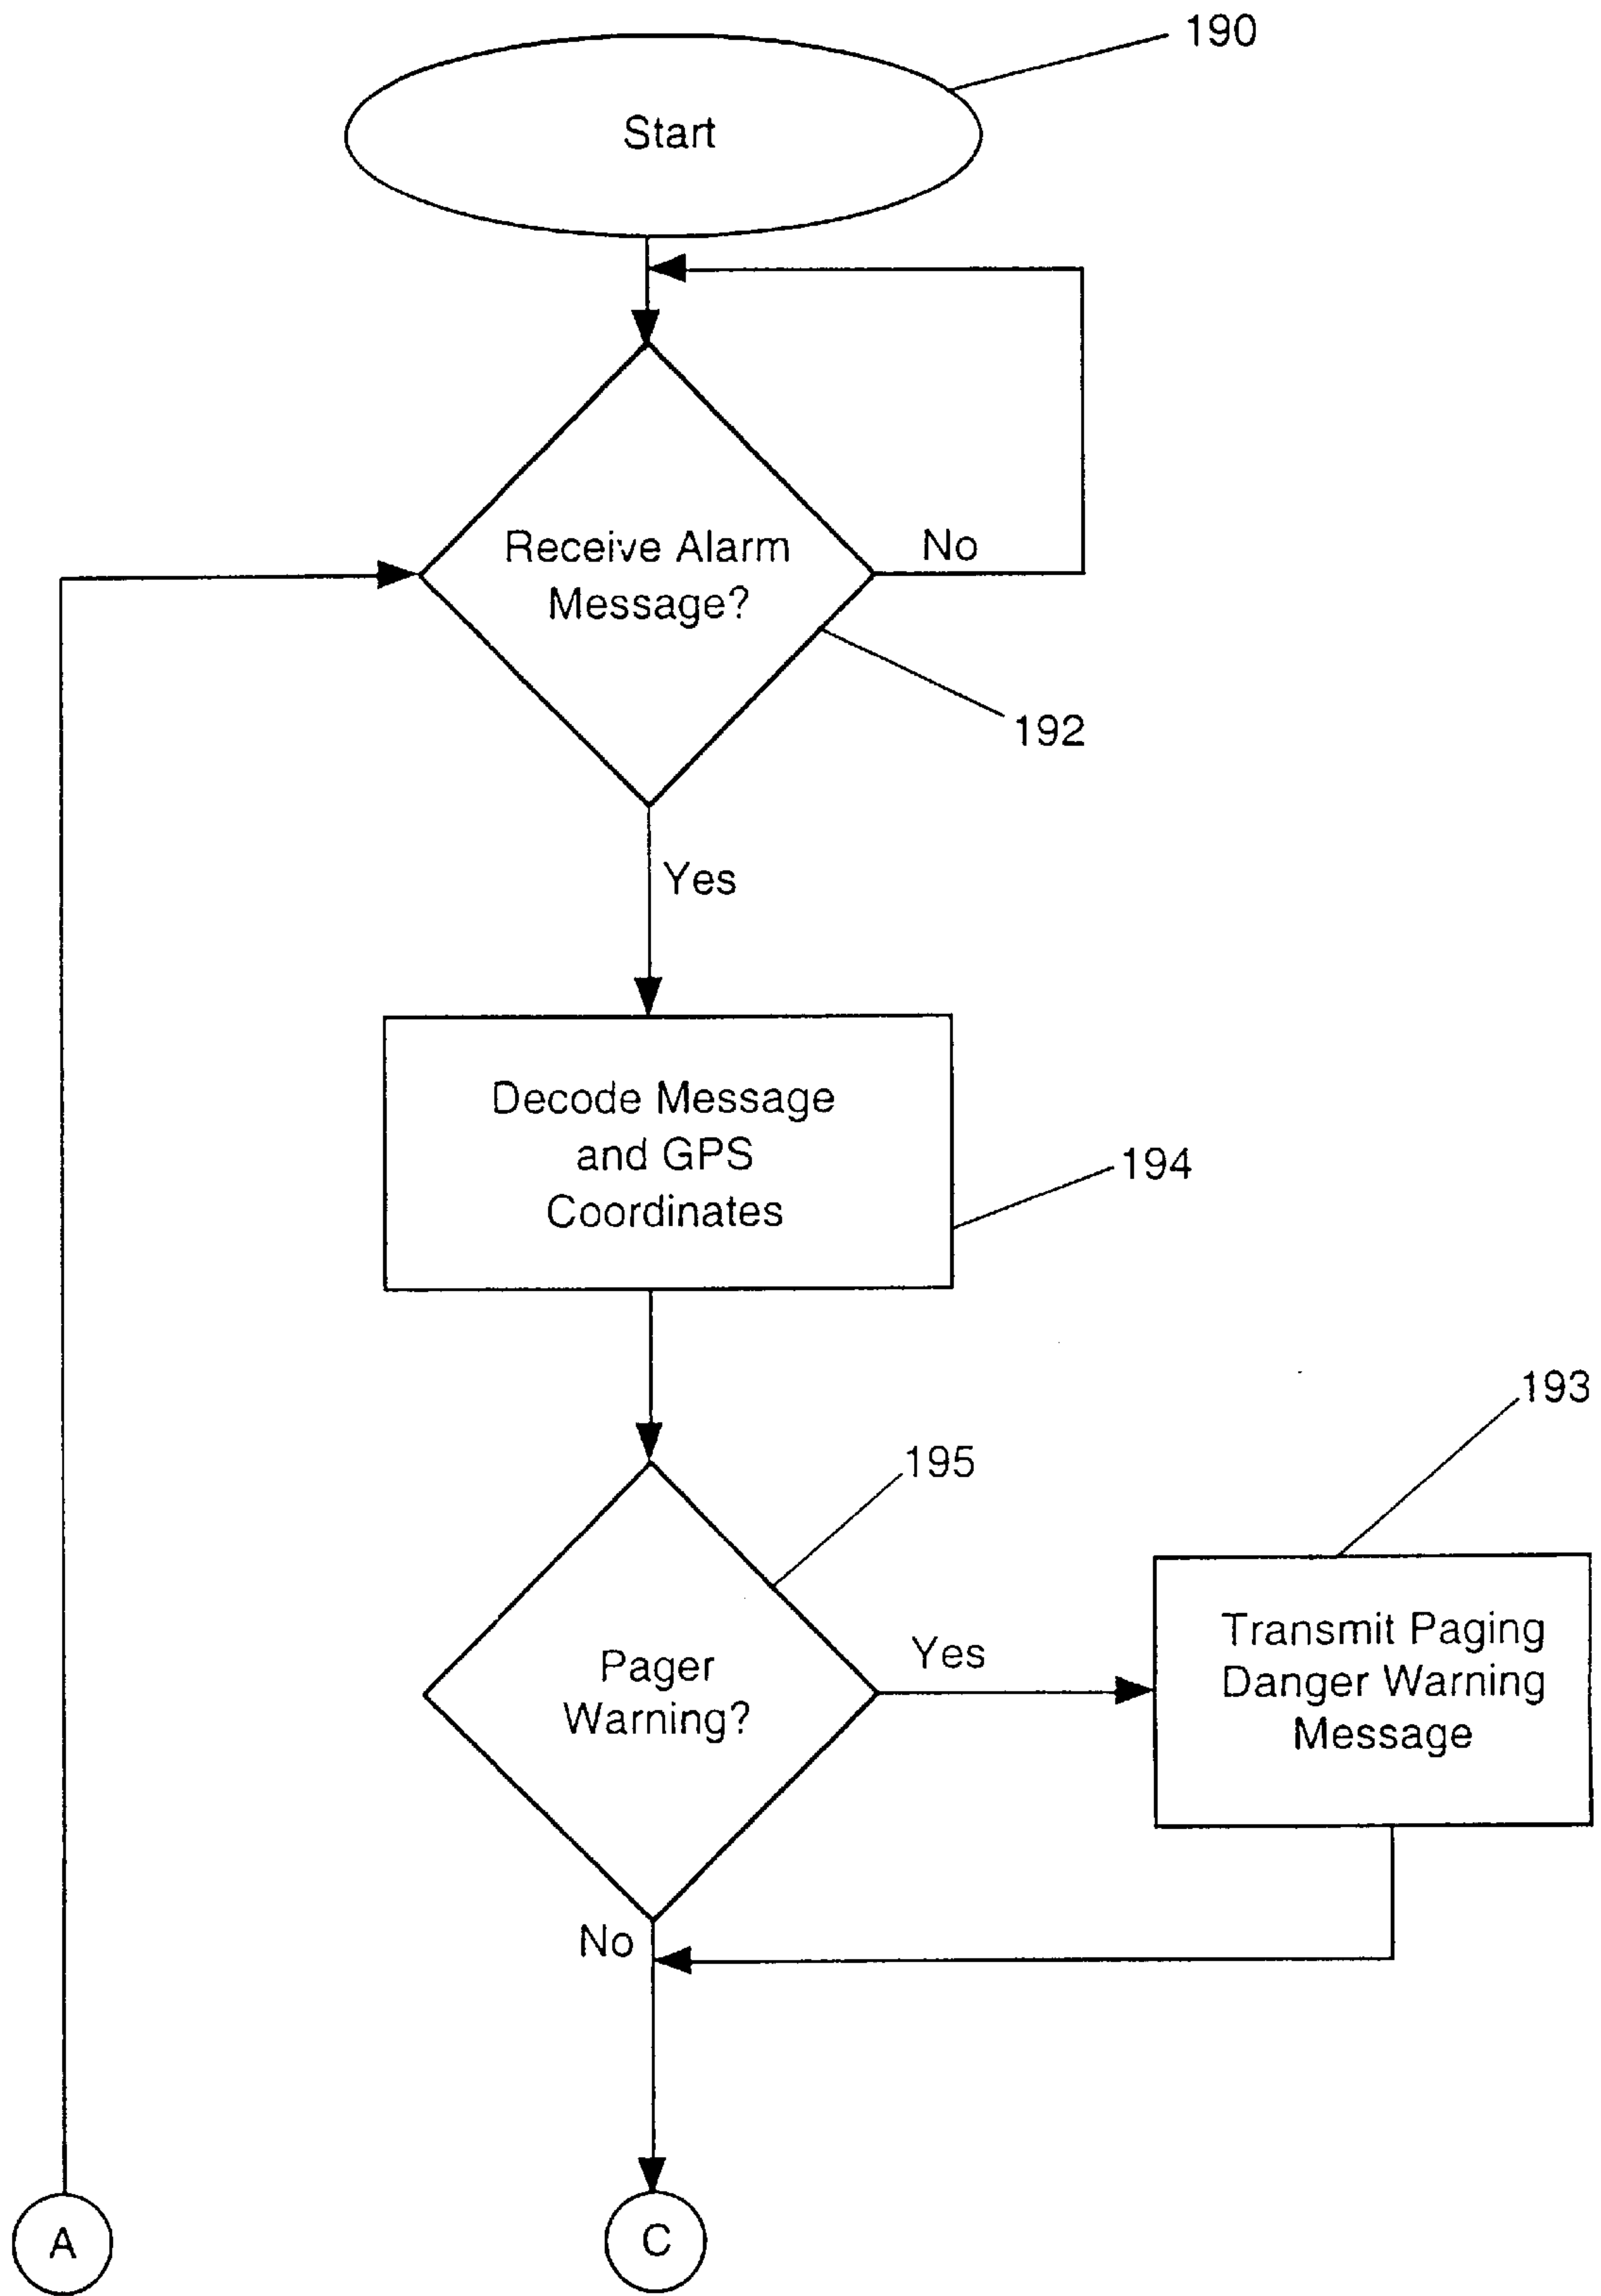 190
Start
No
Receive Alarm
Message?
192
Yes
Decode Message
and GPS
Coordinates
194
193
195
Transmit Paging
Danger Warning
Message
Yes
Pager
Warning?
No
A
C